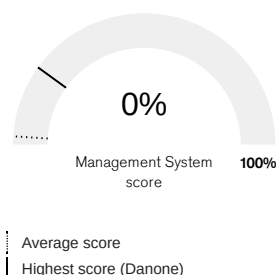 0%
Management System
score
100%
Average score
Highest score (Danone)